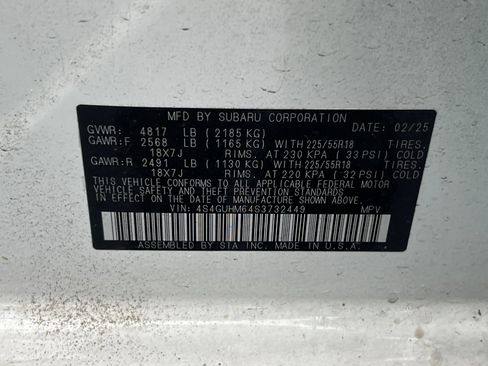 MFD BY SUBARU CORPORATION
GVWR: 4817 LB (2185 KG) DATE: 02/25
GAWR:F 2568 LB (1165 KG) WITH 225/55R18 TIRES.
18X7J RIMS. AT 230 KPA (33 PSI) COLD
GAWR:R 2491 LB (1130 KG) WITH 225/55R18 TIRES.
18X7J RIMS. AT 220 KPA (32 PSI) COLD
THIS VEHICLE CONFORMS TO ALL APPLICABLE FEDERAL MOTOR
VEHICLE SAFETY AND THEFT PREVENTION STANDARDS
IN EFFECT ON THE DATE OF MANUFACTURE SHOWN ABOVE.
VIN: 4S4GUHM64S3732449 MPV
ASSEMBLED BY SIA INC. MADE IN U.S.A.